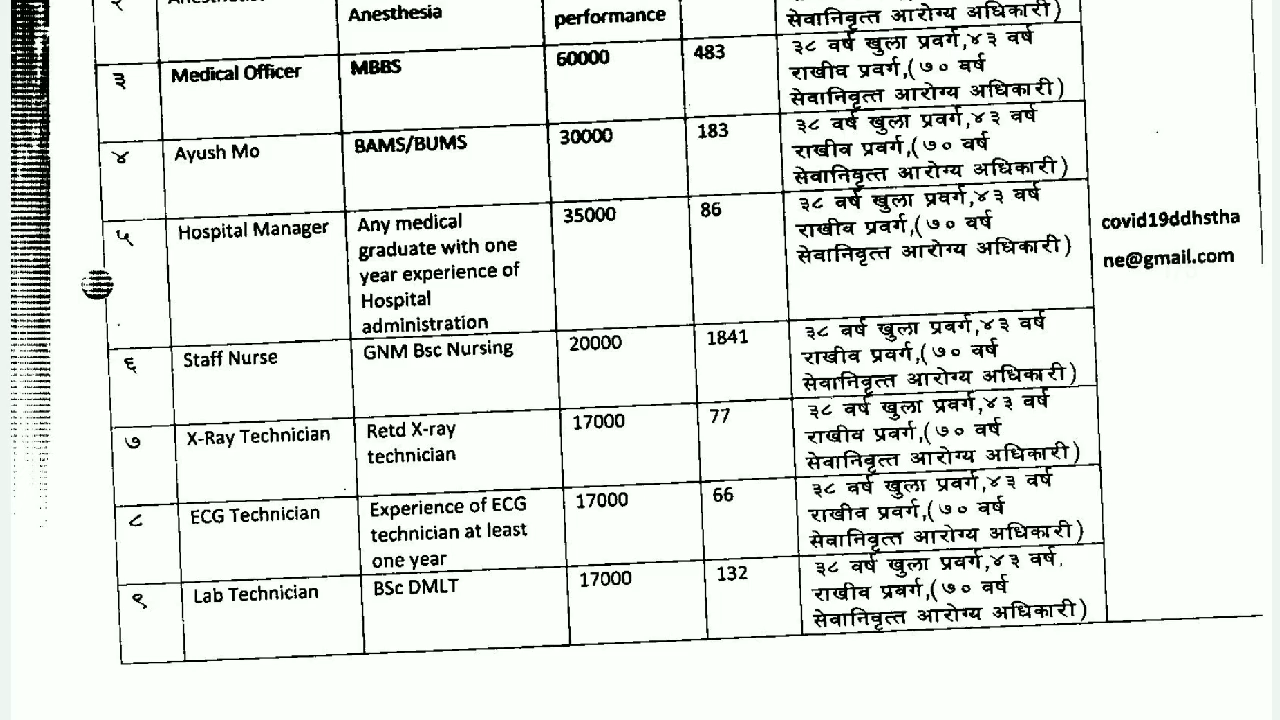 Anesthesia
performance
सेवानिवृत्त आरोग्य अधिकारी)
३
Medical Officer
MBBS
60000
483
३८ वर्षे खुला प्रवर्ग,४३ वर्ष
राखीव प्रवर्ग,(७० वर्ष
सेवानिवृत्त आरोग्य अधिकारी)
४
Ayush Mo
BAMS/BUMS
30000
183
३८ वर्षे खुला प्रवर्ग,४३ वर्ष
राखीव प्रवर्ग,(७० वर्ष
सेवानिवृत्त आरोग्य अधिकारी)
५
Hospital Manager
Any medical
graduate with one
year experience of
Hospital
administration
35000
86
३८ वर्षे खुला प्रवर्ग,४३ वर्ष
राखीव प्रवर्ग,(७० वर्ष
सेवानिवृत्त आरोग्य अधिकारी)
covid19ddhstha
ne@gmail.com
६
Staff Nurse
GNM Bsc Nursing
20000
1841
३८ वर्षे खुला प्रवर्ग,४३ वर्ष
राखीव प्रवर्ग,(७० वर्ष
सेवानिवृत्त आरोग्य अधिकारी)
७
X-Ray Technician
Retd X-ray
technician
17000
77
३८ वर्षे खुला प्रवर्ग,४३ वर्ष
राखीव प्रवर्ग,(७० वर्ष
सेवानिवृत्त आरोग्य अधिकारी)
८
ECG Technician
Experience of ECG
technician at least
one year
17000
66
३८ वर्षे खुला प्रवर्ग,४३ वर्ष
राखीव प्रवर्ग,(७० वर्ष
सेवानिवृत्त आरोग्य अधिकारी)
९
Lab Technician
BSc DMLT
17000
132
३८ वर्षे खुला प्रवर्ग,४३ वर्ष.
राखीव प्रवर्ग,(७० वर्ष
सेवानिवृत्त आरोग्य अधिकारी)